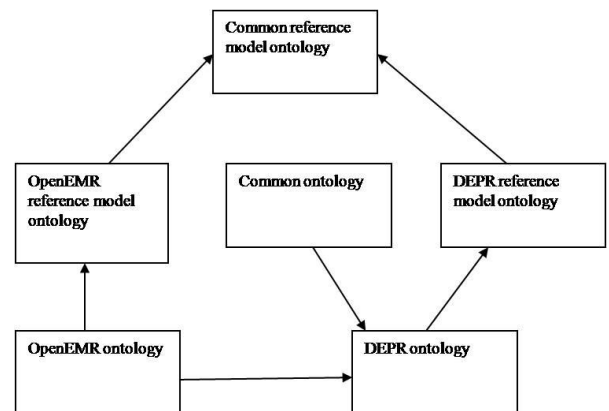 Common reference
model ontology
OpenEMR
reference model
ontology
Common ontology
DEPR reference
model ontology
OpenEMR ontology
DEPR ontology